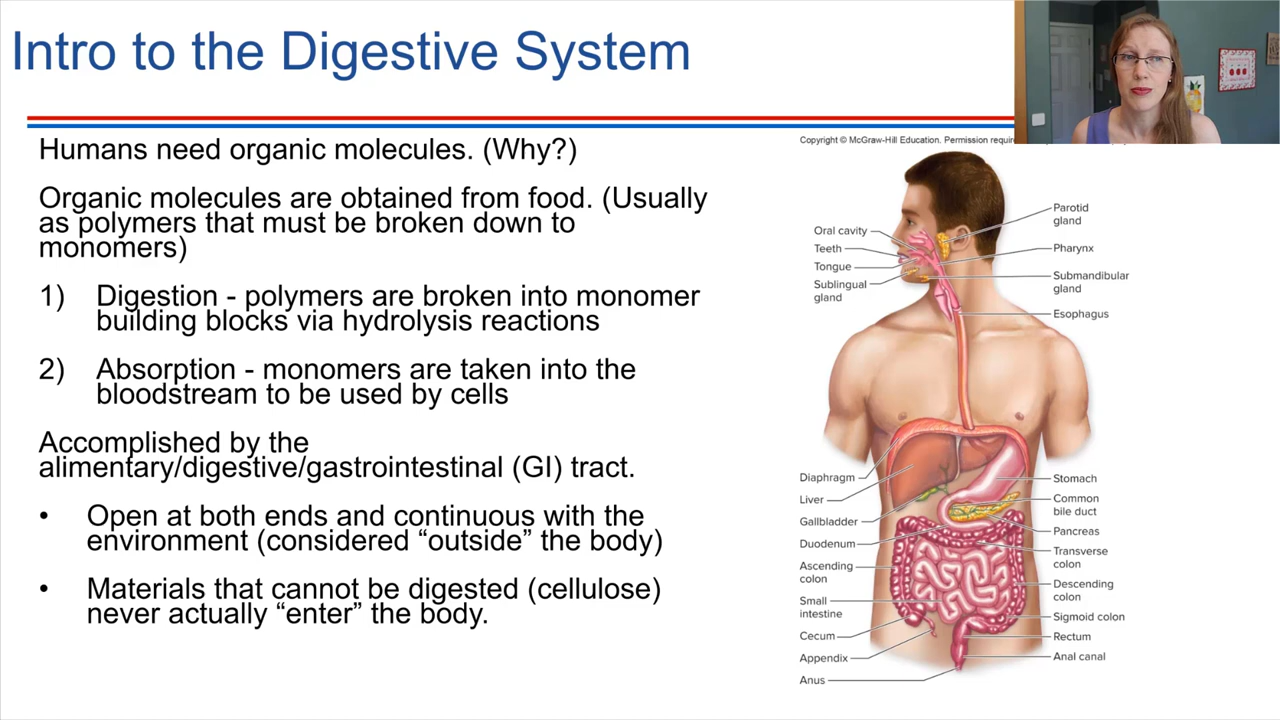 Intro to the Digestive System
Humans need organic molecules. (Why?)
Organic molecules are obtained from food. (Usually
as polymers that must be broken down to
monomers)
1) Digestion - polymers are broken into monomer
building blocks via hydrolysis reactions
2) Absorption - monomers are taken into the
bloodstream to be used by cells
Accomplished by the
alimentary/digestive/gastrointestinal (GI) tract.
• Open at both ends and continuous with the
environment (considered “outside” the body)
• Materials that cannot be digested (cellulose)
never actually “enter” the body.
Copyright © McGraw-Hill Education. Permission
Oral cavity
Teeth
Tongue
Sublingual
gland
Parotid
gland
Pharynx
Submandibular
gland
Esophagus
Diaphragm
Liver
Gallbladder
Duodenum
Ascending
colon
Small
intestine
Cecum
Appendix
Anus
Stomach
Common
bile duct
Pancreas
Transverse
colon
Descending
colon
Sigmoid colon
Rectum
Anal canal